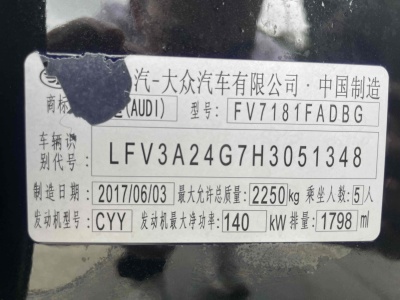 汽-大众汽车有限公司·中国制造
商标 (AUDI) 型号: FV7181FADBG
车辆识别代号: LFV3A24G7H3051348
制造日期 2017/06/03 最大允许总质量: 2250kg 乘坐人数: 5人
发动机型号 CYY 发动机最大净功率: 140 kW 排量: 1798 ml